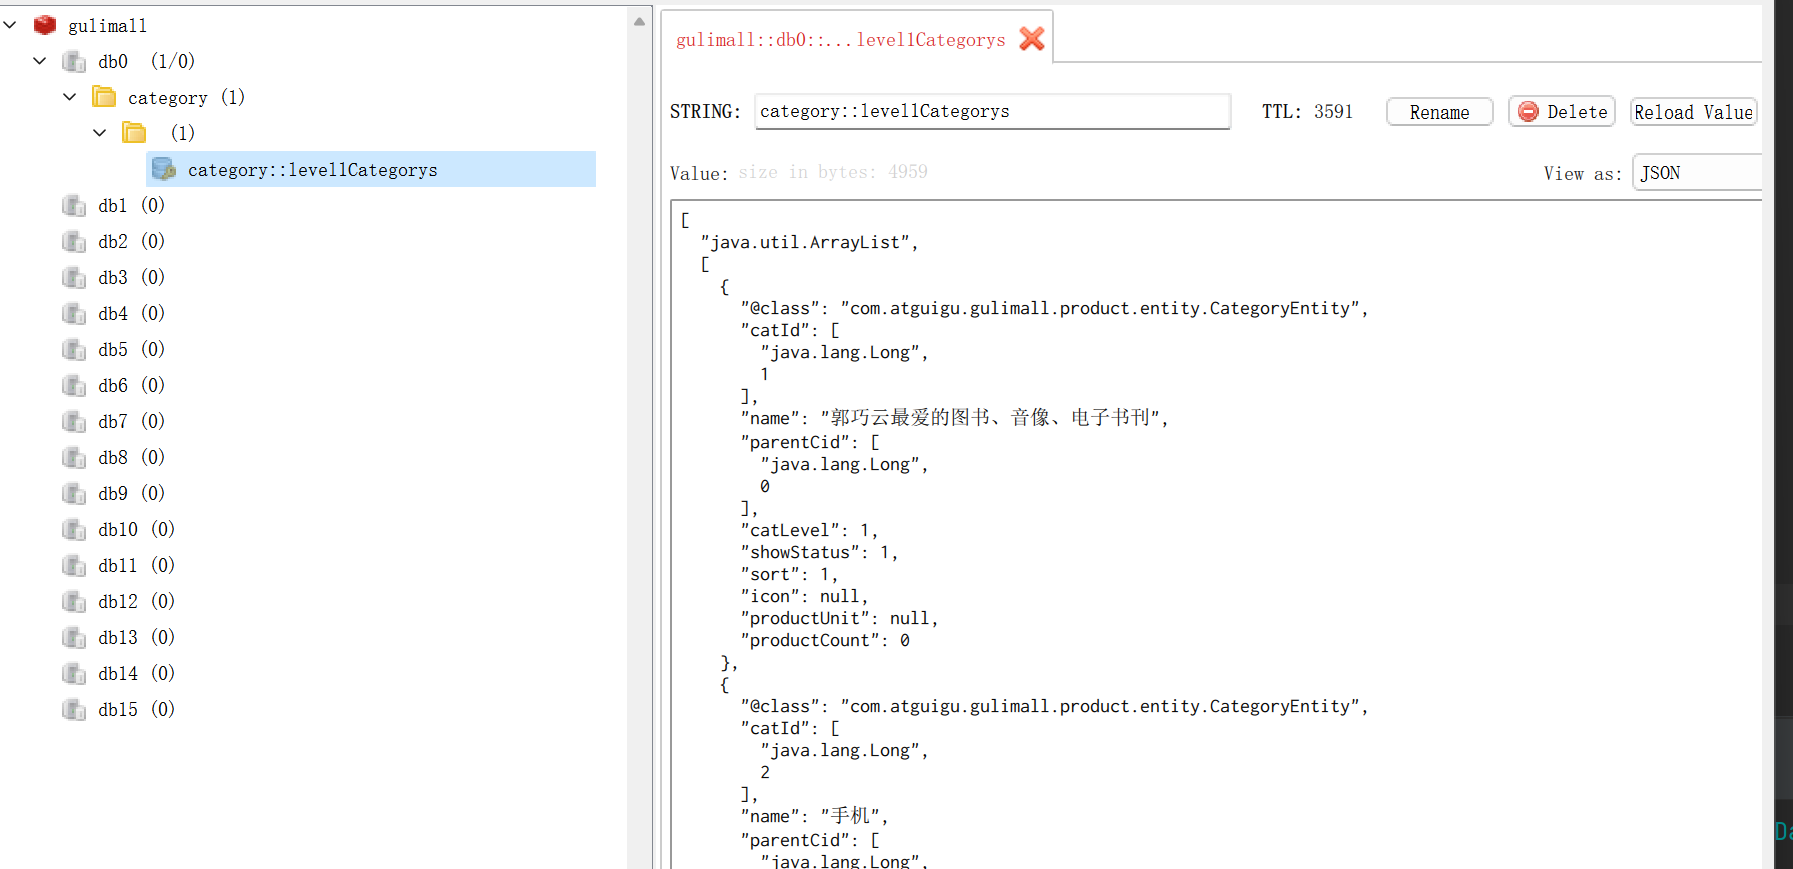 gulimall
db0 (1/0)
category (1)
(1)
category::level1Categorys
db1 (0)
db2 (0)
db3 (0)
db4 (0)
db5 (0)
db6 (0)
db7 (0)
db8 (0)
db9 (0)
db10 (0)
db11 (0)
db12 (0)
db13 (0)
db14 (0)
db15 (0)
gulimall::db0::...level1Categorys
STRING: category::level1Categorys TTL: 3591 Rename Delete Reload Value
Value: size in bytes: 4959 View as: JSON
[
"java.util.ArrayList",
[
{
"@class": "com.atguigu.gulimall.product.entity.CategoryEntity",
"catId": [
"java.lang.Long",
1
],
"name": "郭巧云最爱的图书、音像、电子书刊",
"parentCid": [
"java.lang.Long",
0
],
"catLevel": 1,
"showStatus": 1,
"sort": 1,
"icon": null,
"productUnit": null,
"productCount": 0
},
{
"@class": "com.atguigu.gulimall.product.entity.CategoryEntity",
"catId": [
"java.lang.Long",
2
],
"name": "手机",
"parentCid": [
"java.lang.Long",